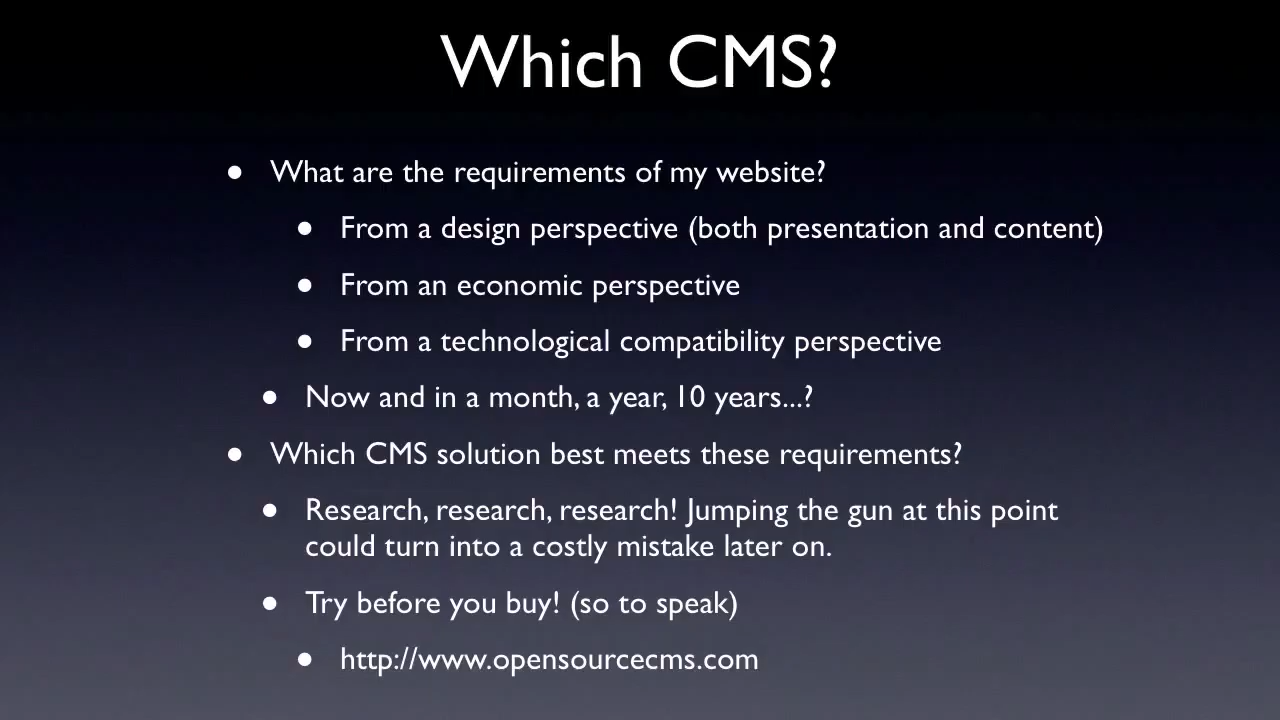 Which CMS?
• What are the requirements of my website?
• From a design perspective (both presentation and content)
• From an economic perspective
• From a technological compatibility perspective
• Now and in a month, a year, 10 years...?
• Which CMS solution best meets these requirements?
• Research, research, research! Jumping the gun at this point
could turn into a costly mistake later on.
• Try before you buy! (so to speak)
• http://www.opensourcecms.com